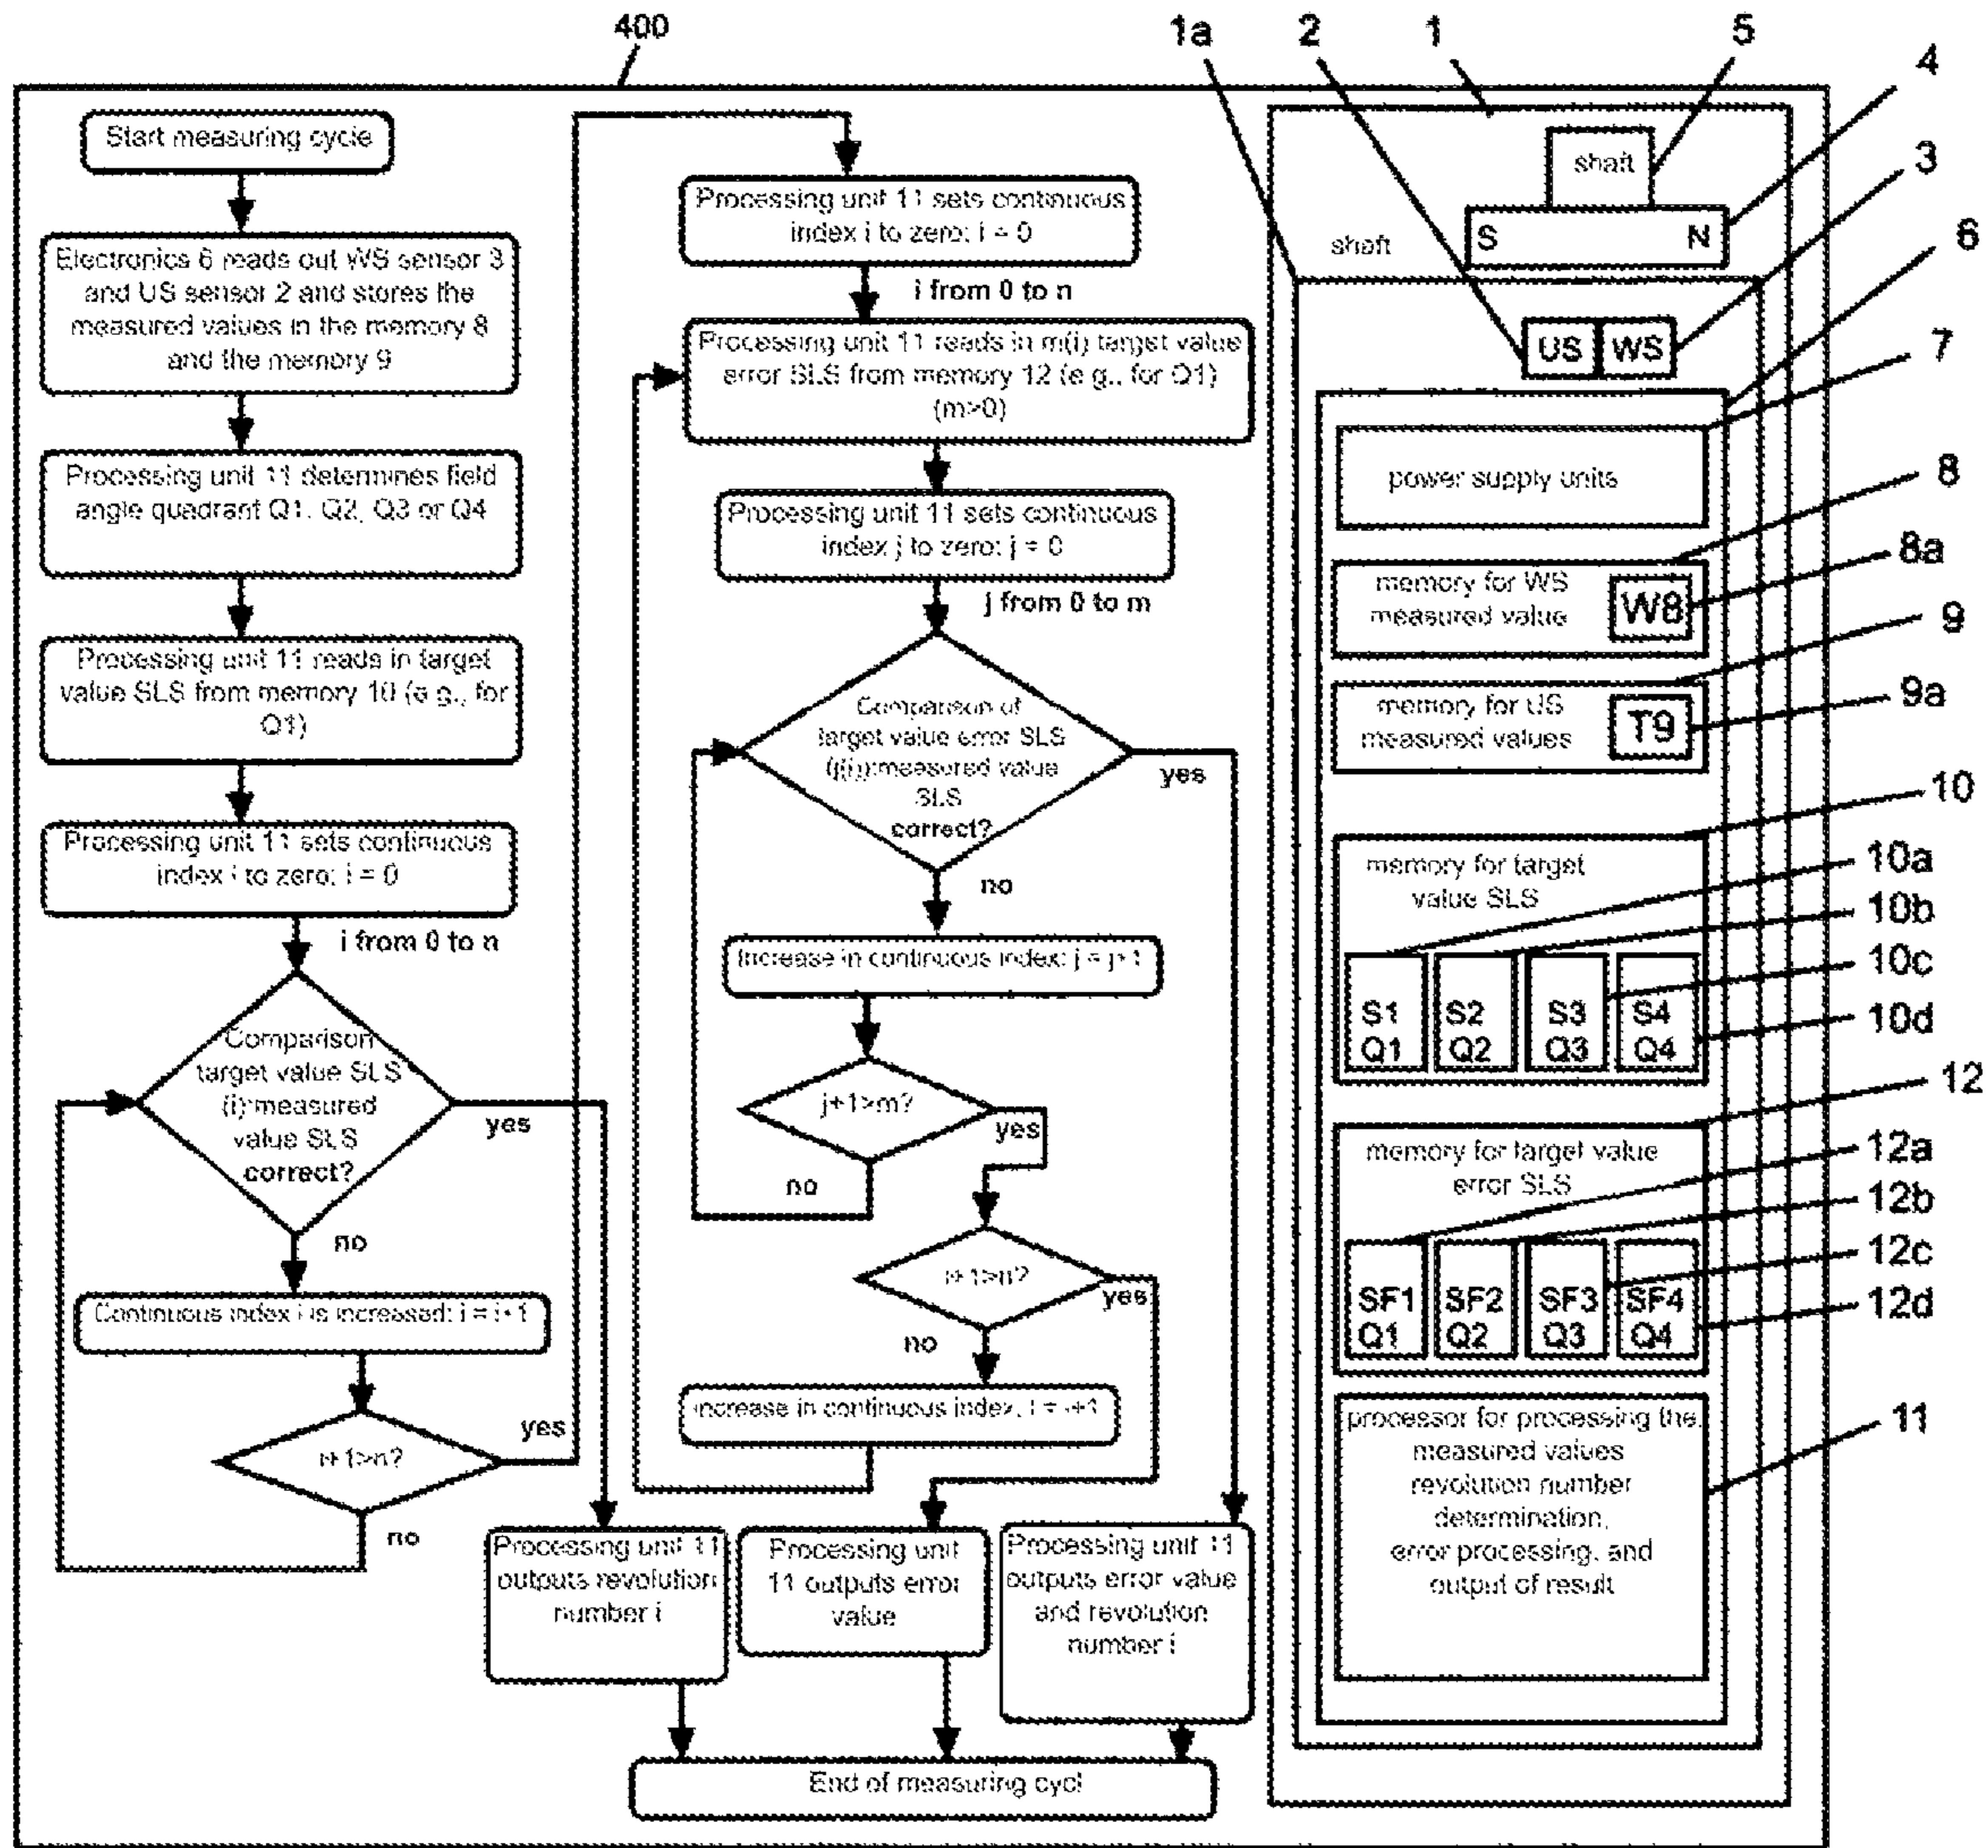 400
1a
2
1
5
4
3
6
7
8
8a
9
9a
10
10a
10b
10c
10d
12
12a
12b
12c
12d
11
Start measuring cycle
Electronics 6 reads out WS sensor 3
and US sensor 2 and stores the
measured values in the memory 8
and the memory 9
Processing unit 11 determines field
angle quadrant Q1, Q2, Q3 or Q4
Processing unit 11 reads in target
value SLS from memory 10 (e.g., for
Q1)
Processing unit 11 sets continuous
index i to zero: i = 0
i from 0 to n
Comparison
target value SLS
(i):measured
value SLS
correct?
yes
no
Continuous index i is increased: i = i+1
i+1>n?
yes
no
Processing unit 11
outputs revolution
number i
Processing unit 11 sets continuous
index i to zero: i = 0
i from 0 to n
Processing unit 11 reads in m(i) target value
error SLS from memory 12 (e.g., for Q1)
(m>0)
Processing unit 11 sets continuous
index j to zero: j = 0
j from 0 to m
Comparison of
target value error SLS
(j(i)):measured value
SLS
correct?
yes
no
Increase in continuous index: j = j+1
j+1>m?
yes
no
i+1>n?
yes
no
Increase in continuous index: i = i+1
Processing unit
11 outputs error
value
Processing unit 11
outputs error value
and revolution
number i
End of measuring cycl
shaft
S N
shaft
US WS
power supply units
memory for WS
measured value
W8
memory for US
measured values
T9
memory for target
value SLS
S1 S2 S3 S4
Q1 Q2 Q3 Q4
memory for target value
error SLS
SF1 SF2 SF3 SF4
Q1 Q2 Q3 Q4
processor for processing the
measured values
revolution number
determination,
error processing, and
output of result